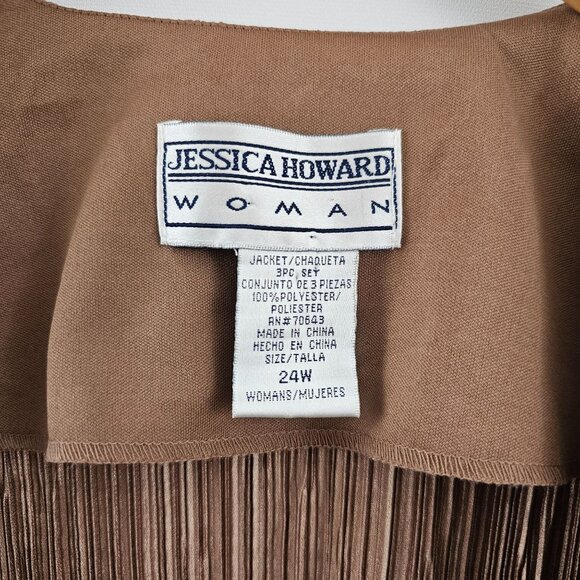 JESSICA HOWARD
WOMAN
JACKET/CHAQUETA
3PC SET
CONJUNTO DE 3 PIEZAS
100%POLYESTER/
POLIESTER
RN#70643
MADE IN CHINA
HECHO EN CHINA
SIZE/TALLA
24W
WOMANS/MUJERES